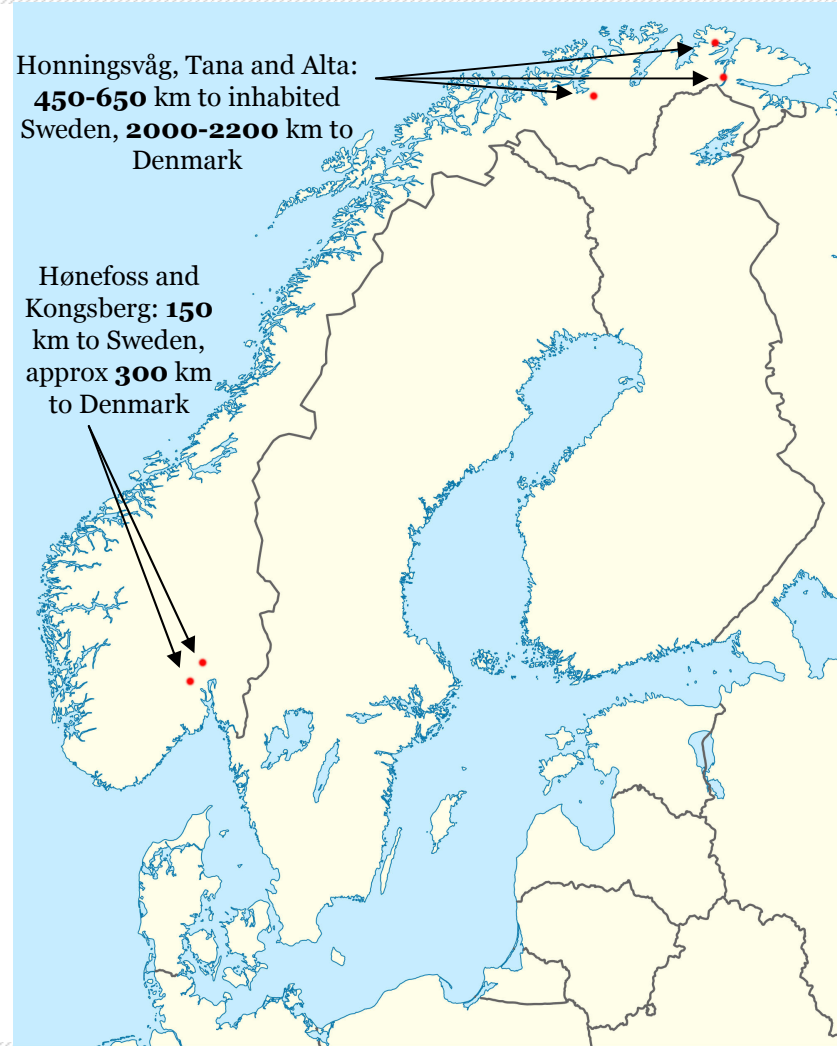 Honningsvåg, Tana and Alta:
450-650 km to inhabited
Sweden, 2000-2200 km to
Denmark
Hønefoss and
Kongsberg: 150
km to Sweden,
approx 300 km
to Denmark